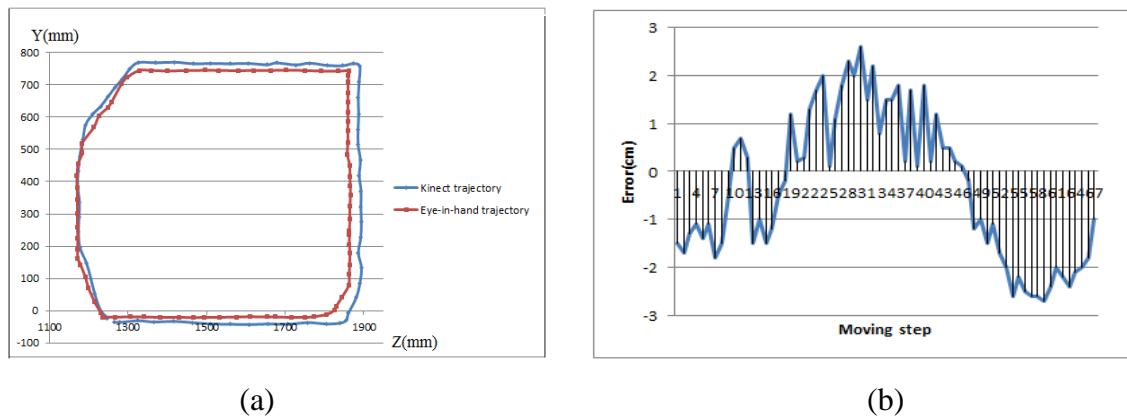 Y(mm)
800
700
600
500
400
300
200
100
0
-100
1100
1300
1500
1700
1900
Z(mm)
Kinect trajectory
Eye-in-hand trajectory
(a)
3
2
1
0
-1
-2
-3
Error(cm)
1 4 7 10 13 16 19 22 25 28 31 34 37 40 43 46 49 52 55 58 61 64 67
Moving step
(b)